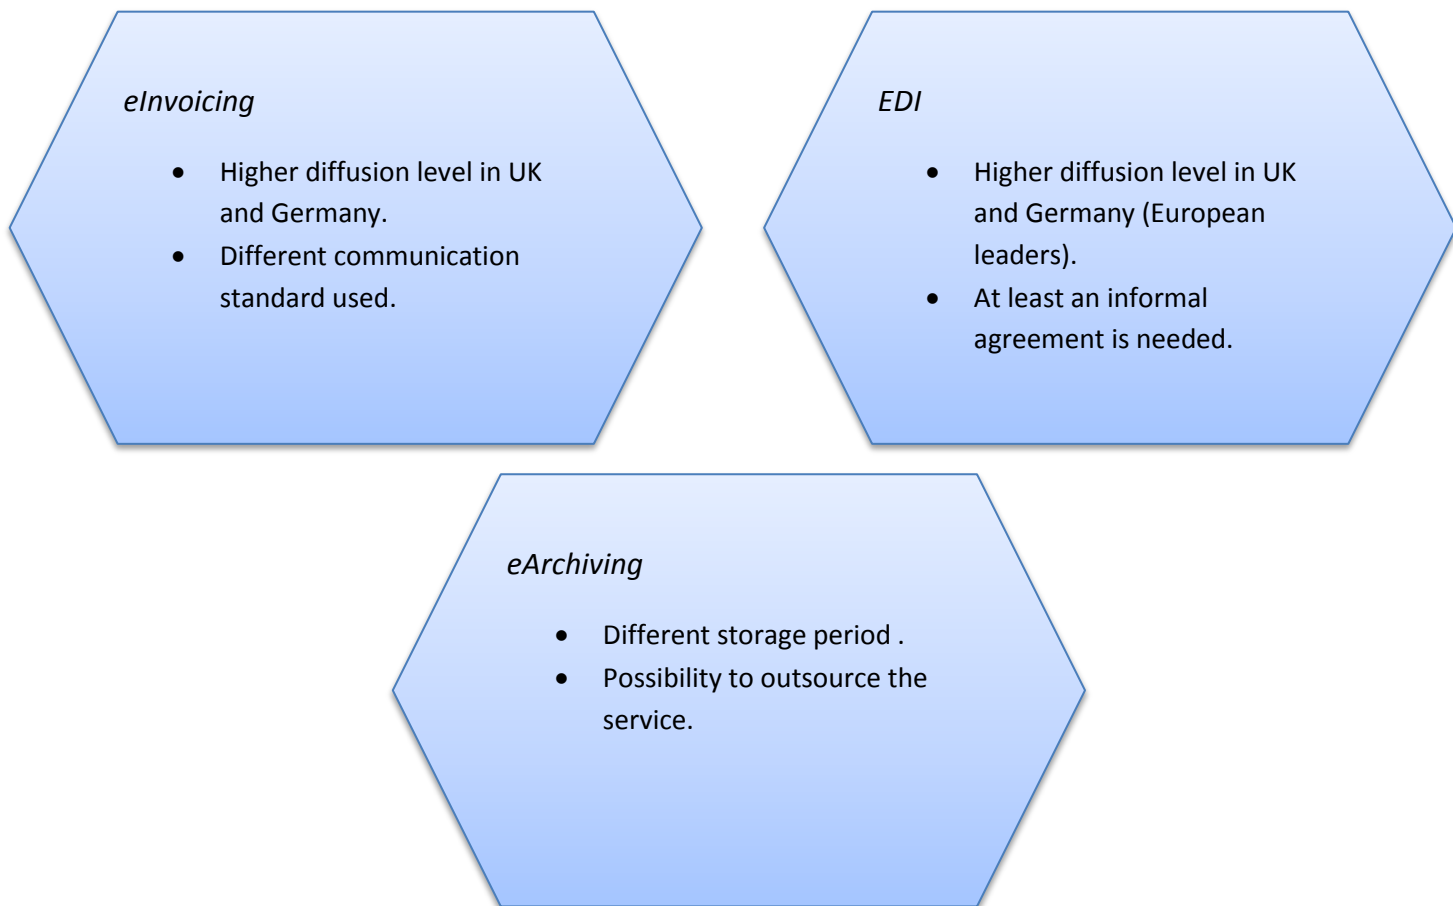 eInvoicing
• Higher diffusion level in UK
and Germany.
• Different communication
standard used.
EDI
• Higher diffusion level in UK
and Germany (European
leaders).
• At least an informal
agreement is needed.
eArchiving
• Different storage period .
• Possibility to outsource the
service.